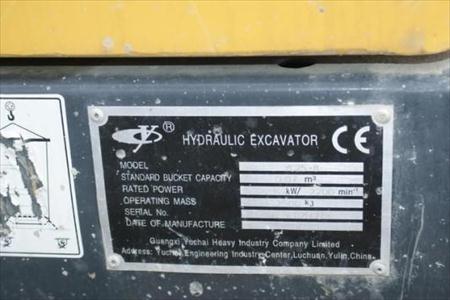 ® HYDRAULIC EXCAVATOR CE
MODEL
STANDARD BUCKET CAPACITY m³
RATED POWER kW/ min⁻¹
OPERATING MASS kg
SERIAL No.
DATE OF MANUFACTURE
Guangxi Yuchai Heavy Industry Company Limited
Address: Yuchai Engineering Industry Center, Luchuan, Yulin, China.